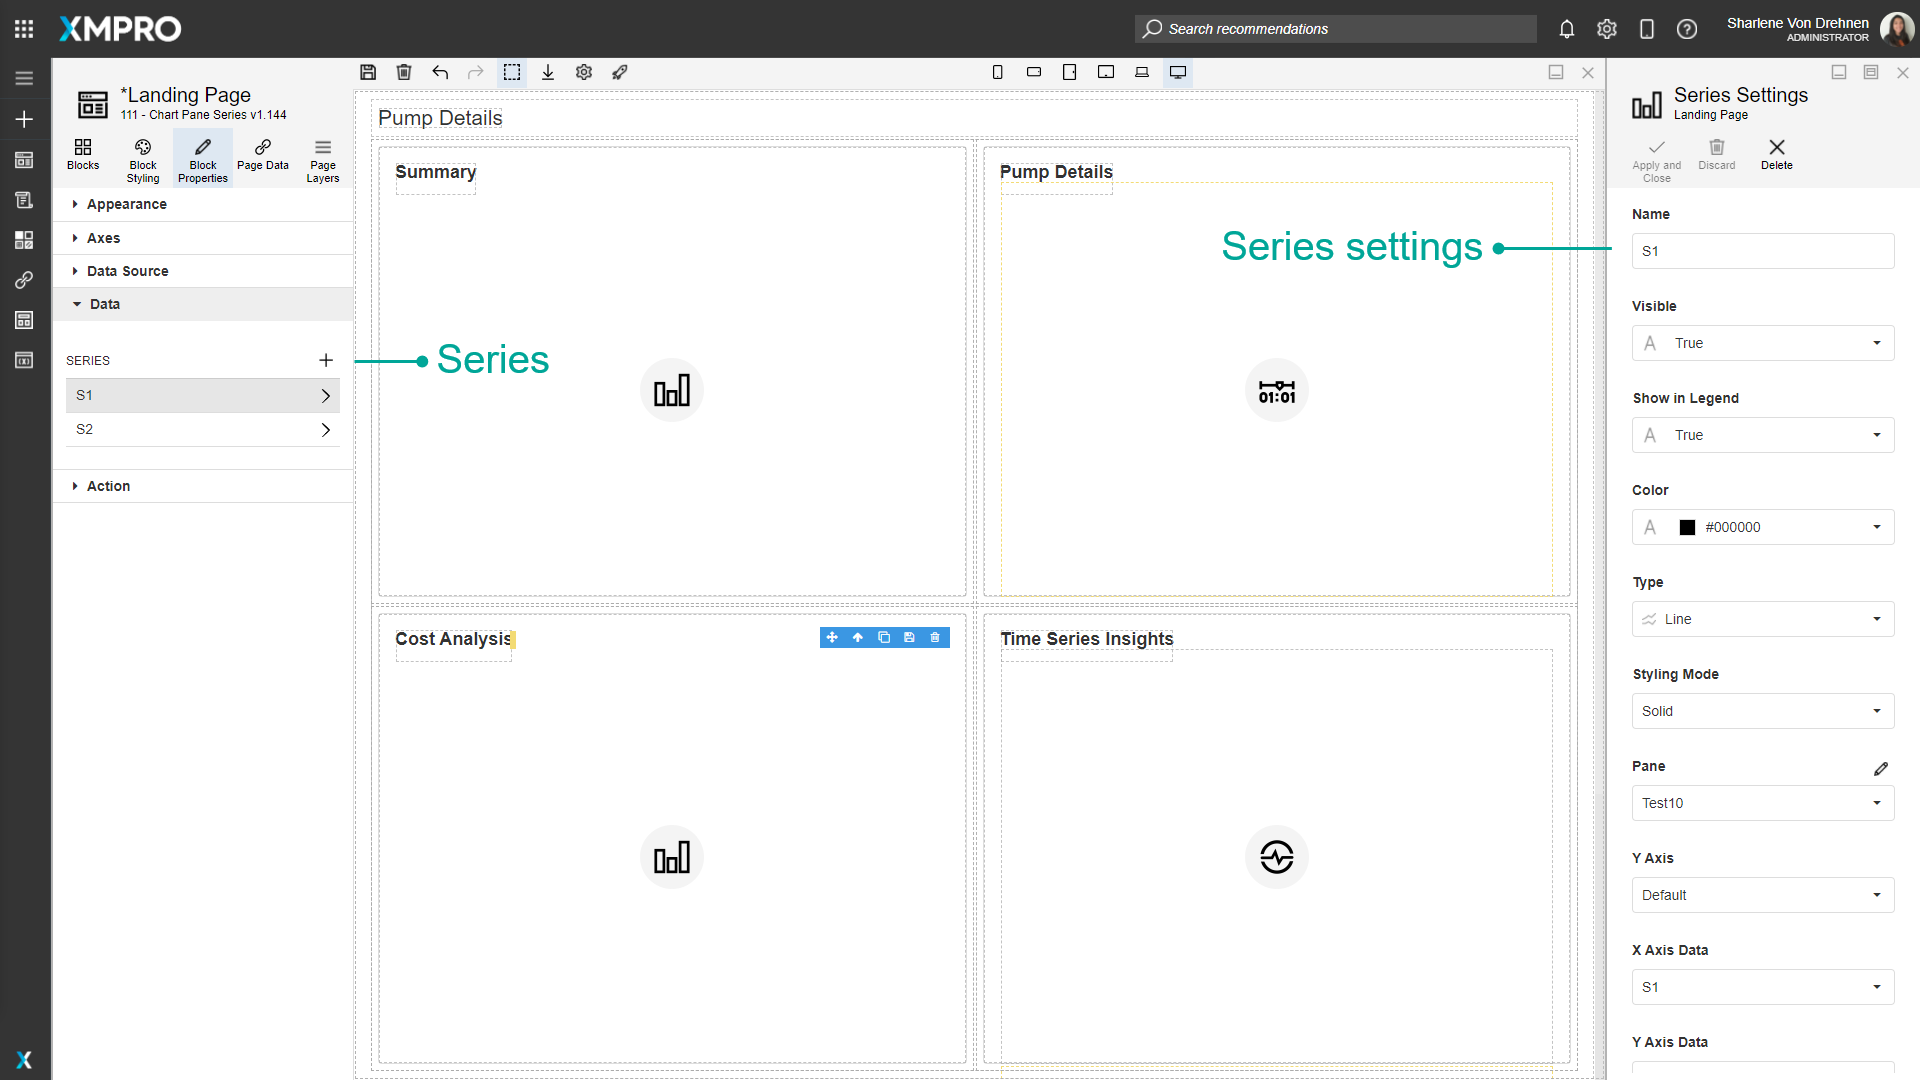 XMPRO
Search recommendations
Sharlene Von Drehnen
ADMINISTRATOR
*Landing Page
111 - Chart Pane Series v1.144
Blocks
Block Styling
Block Properties
Page Data
Page Layers
Appearance
Axes
Data Source
Data
SERIES
S1
S2
Action
Pump Details
Summary
Pump Details
Series settings
Series
01:01
Cost Analysis
Time Series Insights
Series Settings
Landing Page
Apply and Close
Discard
Delete
Name
S1
Visible
A True
Show in Legend
A True
Color
A #000000
Type
Line
Styling Mode
Solid
Pane
Test10
Y Axis
Default
X Axis Data
S1
Y Axis Data
X